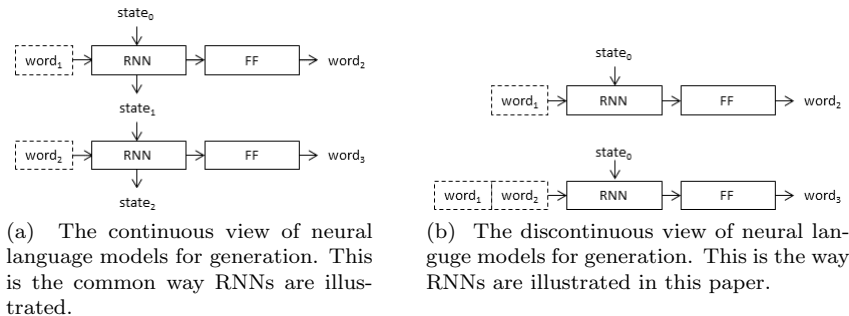 state₀
word₁ RNN FF word₂
state₁
word₂ RNN FF word₃
state₂
(a) The continuous view of neural
language models for generation. This
is the common way RNNs are illus-
trated.
state₀
word₁ RNN FF word₂
state₀
word₁ word₂ RNN FF word₃
(b) The discontinuous view of neural lan-
guge models for generation. This is the way
RNNs are illustrated in this paper.